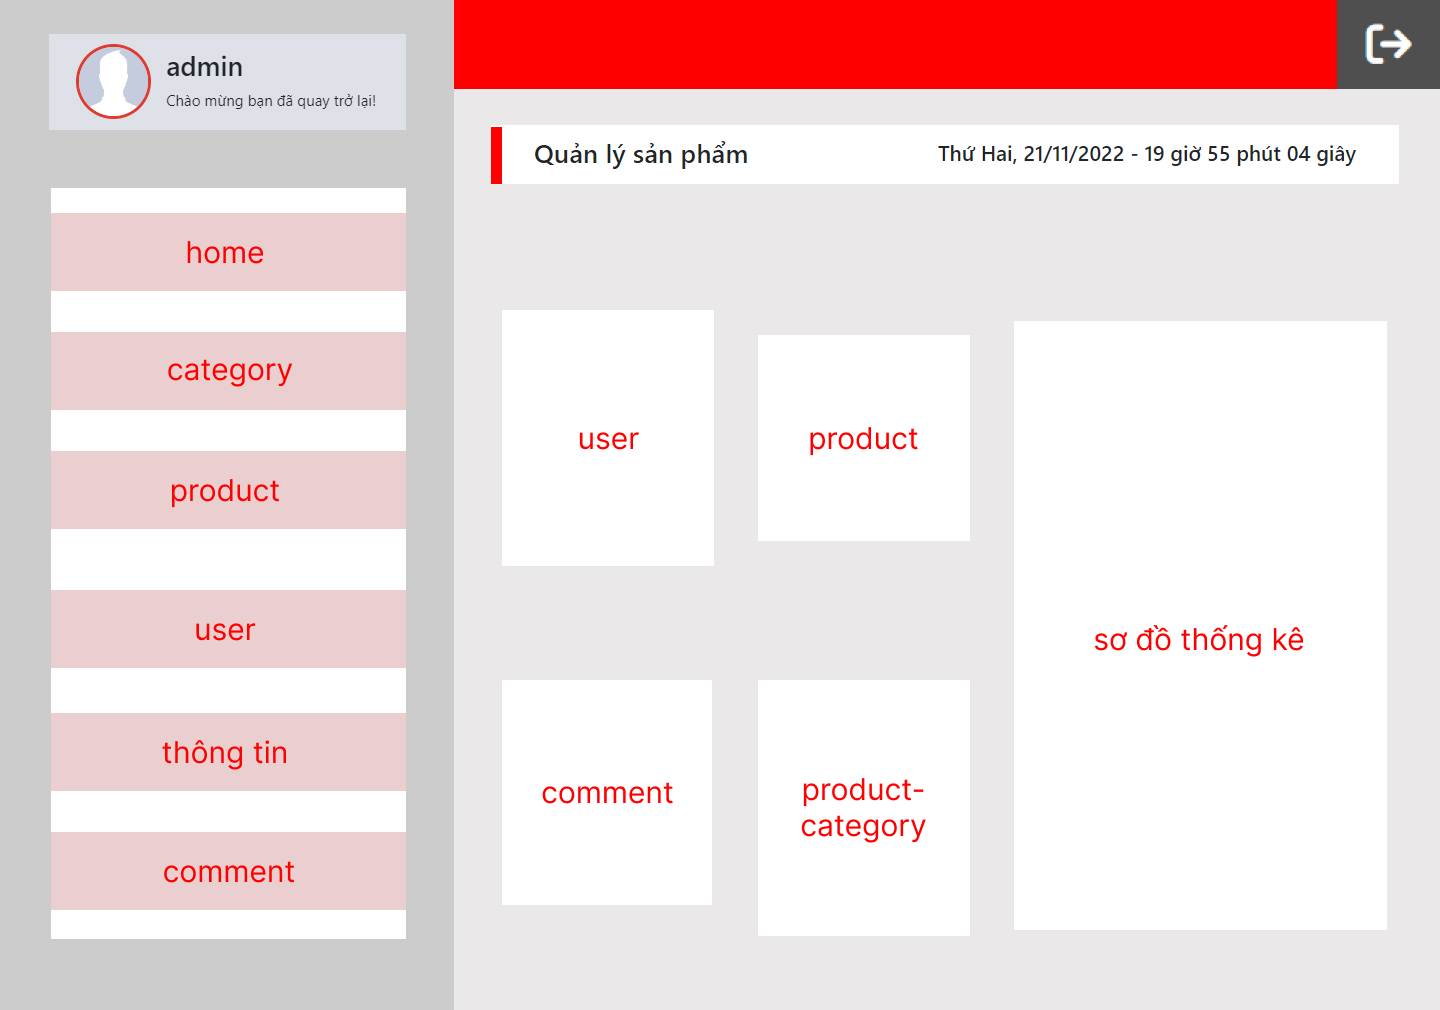 admin
Chào mừng bạn đã quay trở lại!
home
category
product
user
thông tin
comment
Quản lý sản phẩm
Thứ Hai, 21/11/2022 - 19 giờ 55 phút 04 giây
user
product
sơ đồ thống kê
comment
product-
category